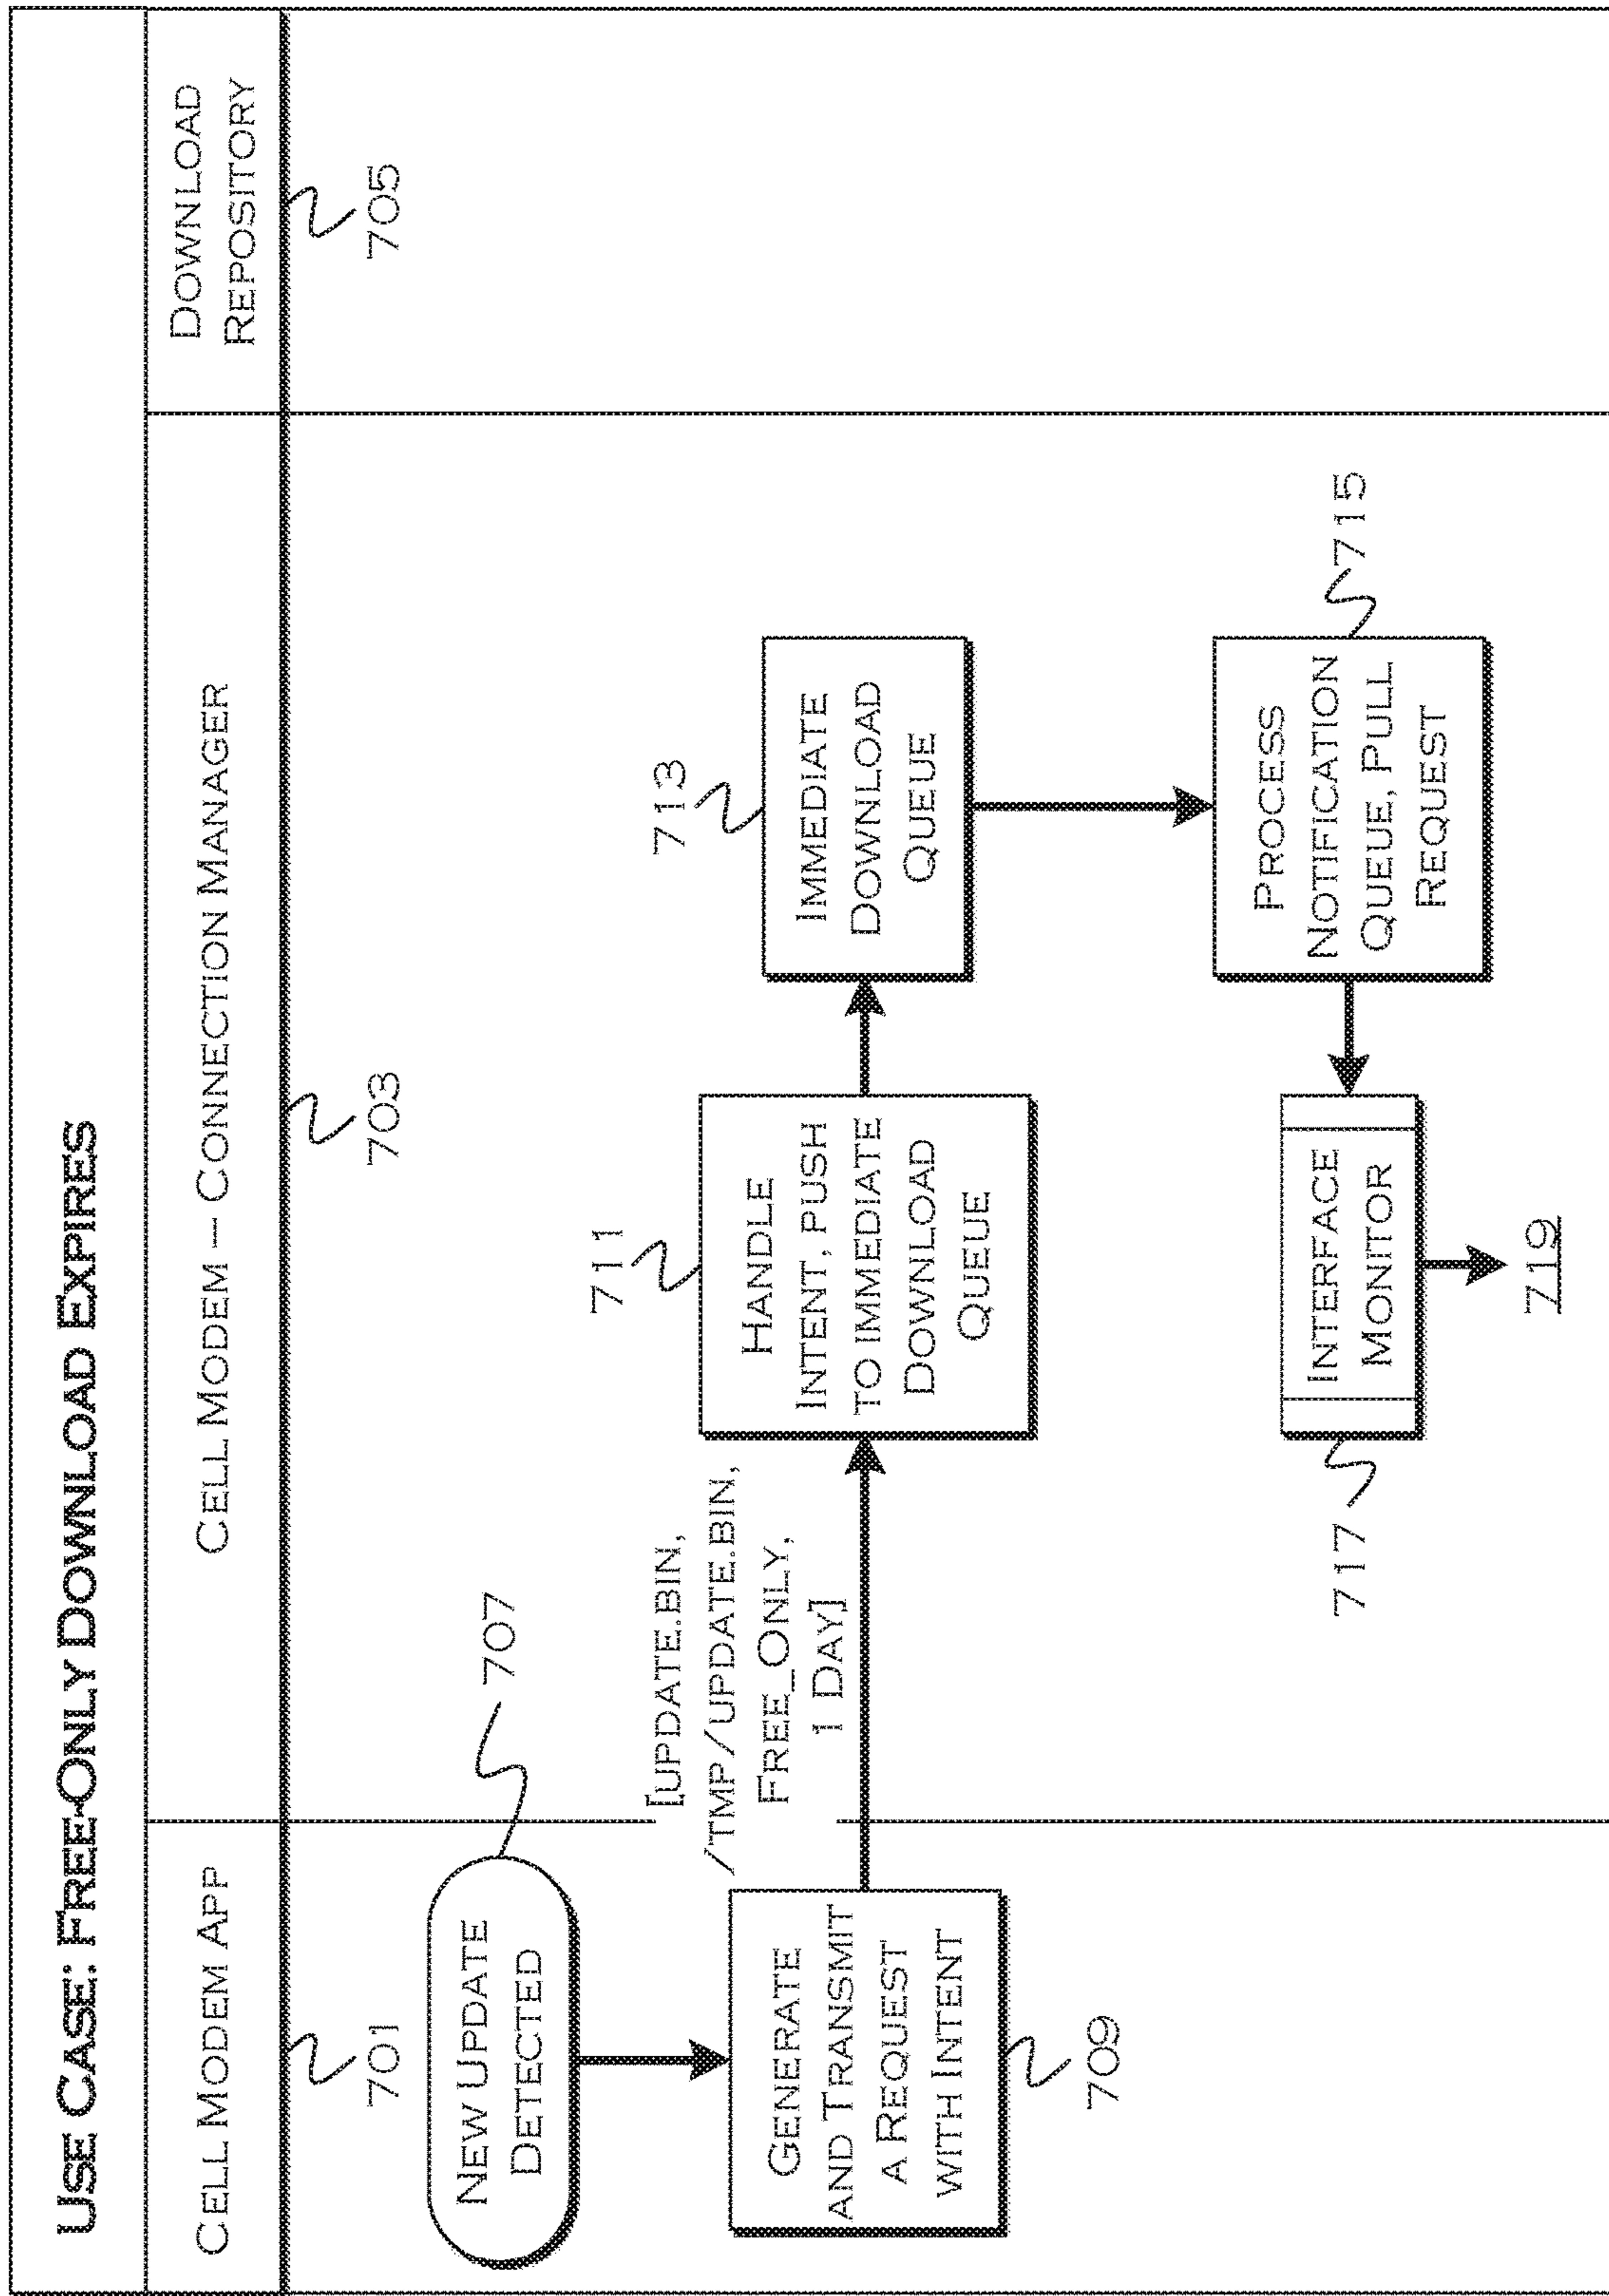 USE CASE: FREE-ONLY DOWNLOAD EXPIRES
CELL MODEM APP
CELL MODEM – CONNECTION MANAGER
DOWNLOAD
REPOSITORY
701
703
705
NEW UPDATE
DETECTED
707
GENERATE
AND TRANSMIT
A REQUEST
WITH INTENT
709
[UPDATE.BIN,
/TMP/UPDATE.BIN,
FREE_ONLY,
1 DAY]
711
HANDLE
INTENT, PUSH
TO IMMEDIATE
DOWNLOAD
QUEUE
713
IMMEDIATE
DOWNLOAD
QUEUE
PROCESS
NOTIFICATION
QUEUE, PULL
REQUEST
715
INTERFACE
MONITOR
717
719